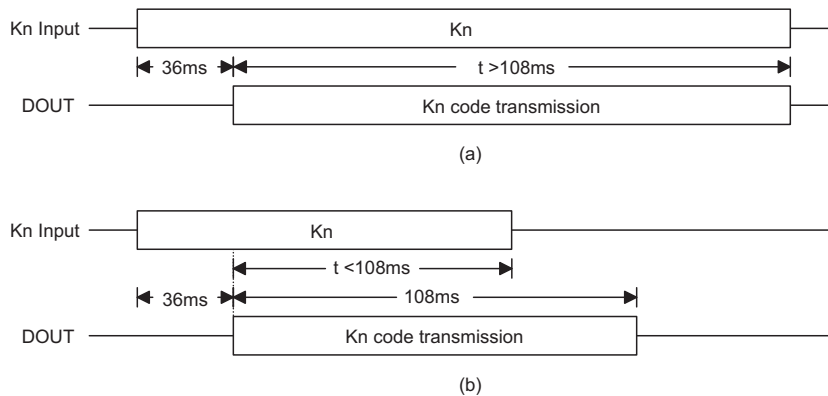 Kn Input
Kn
36ms
t >108ms
DOUT
Kn code transmission
(a)
Kn Input
Kn
t <108ms
36ms
108ms
DOUT
Kn code transmission
(b)